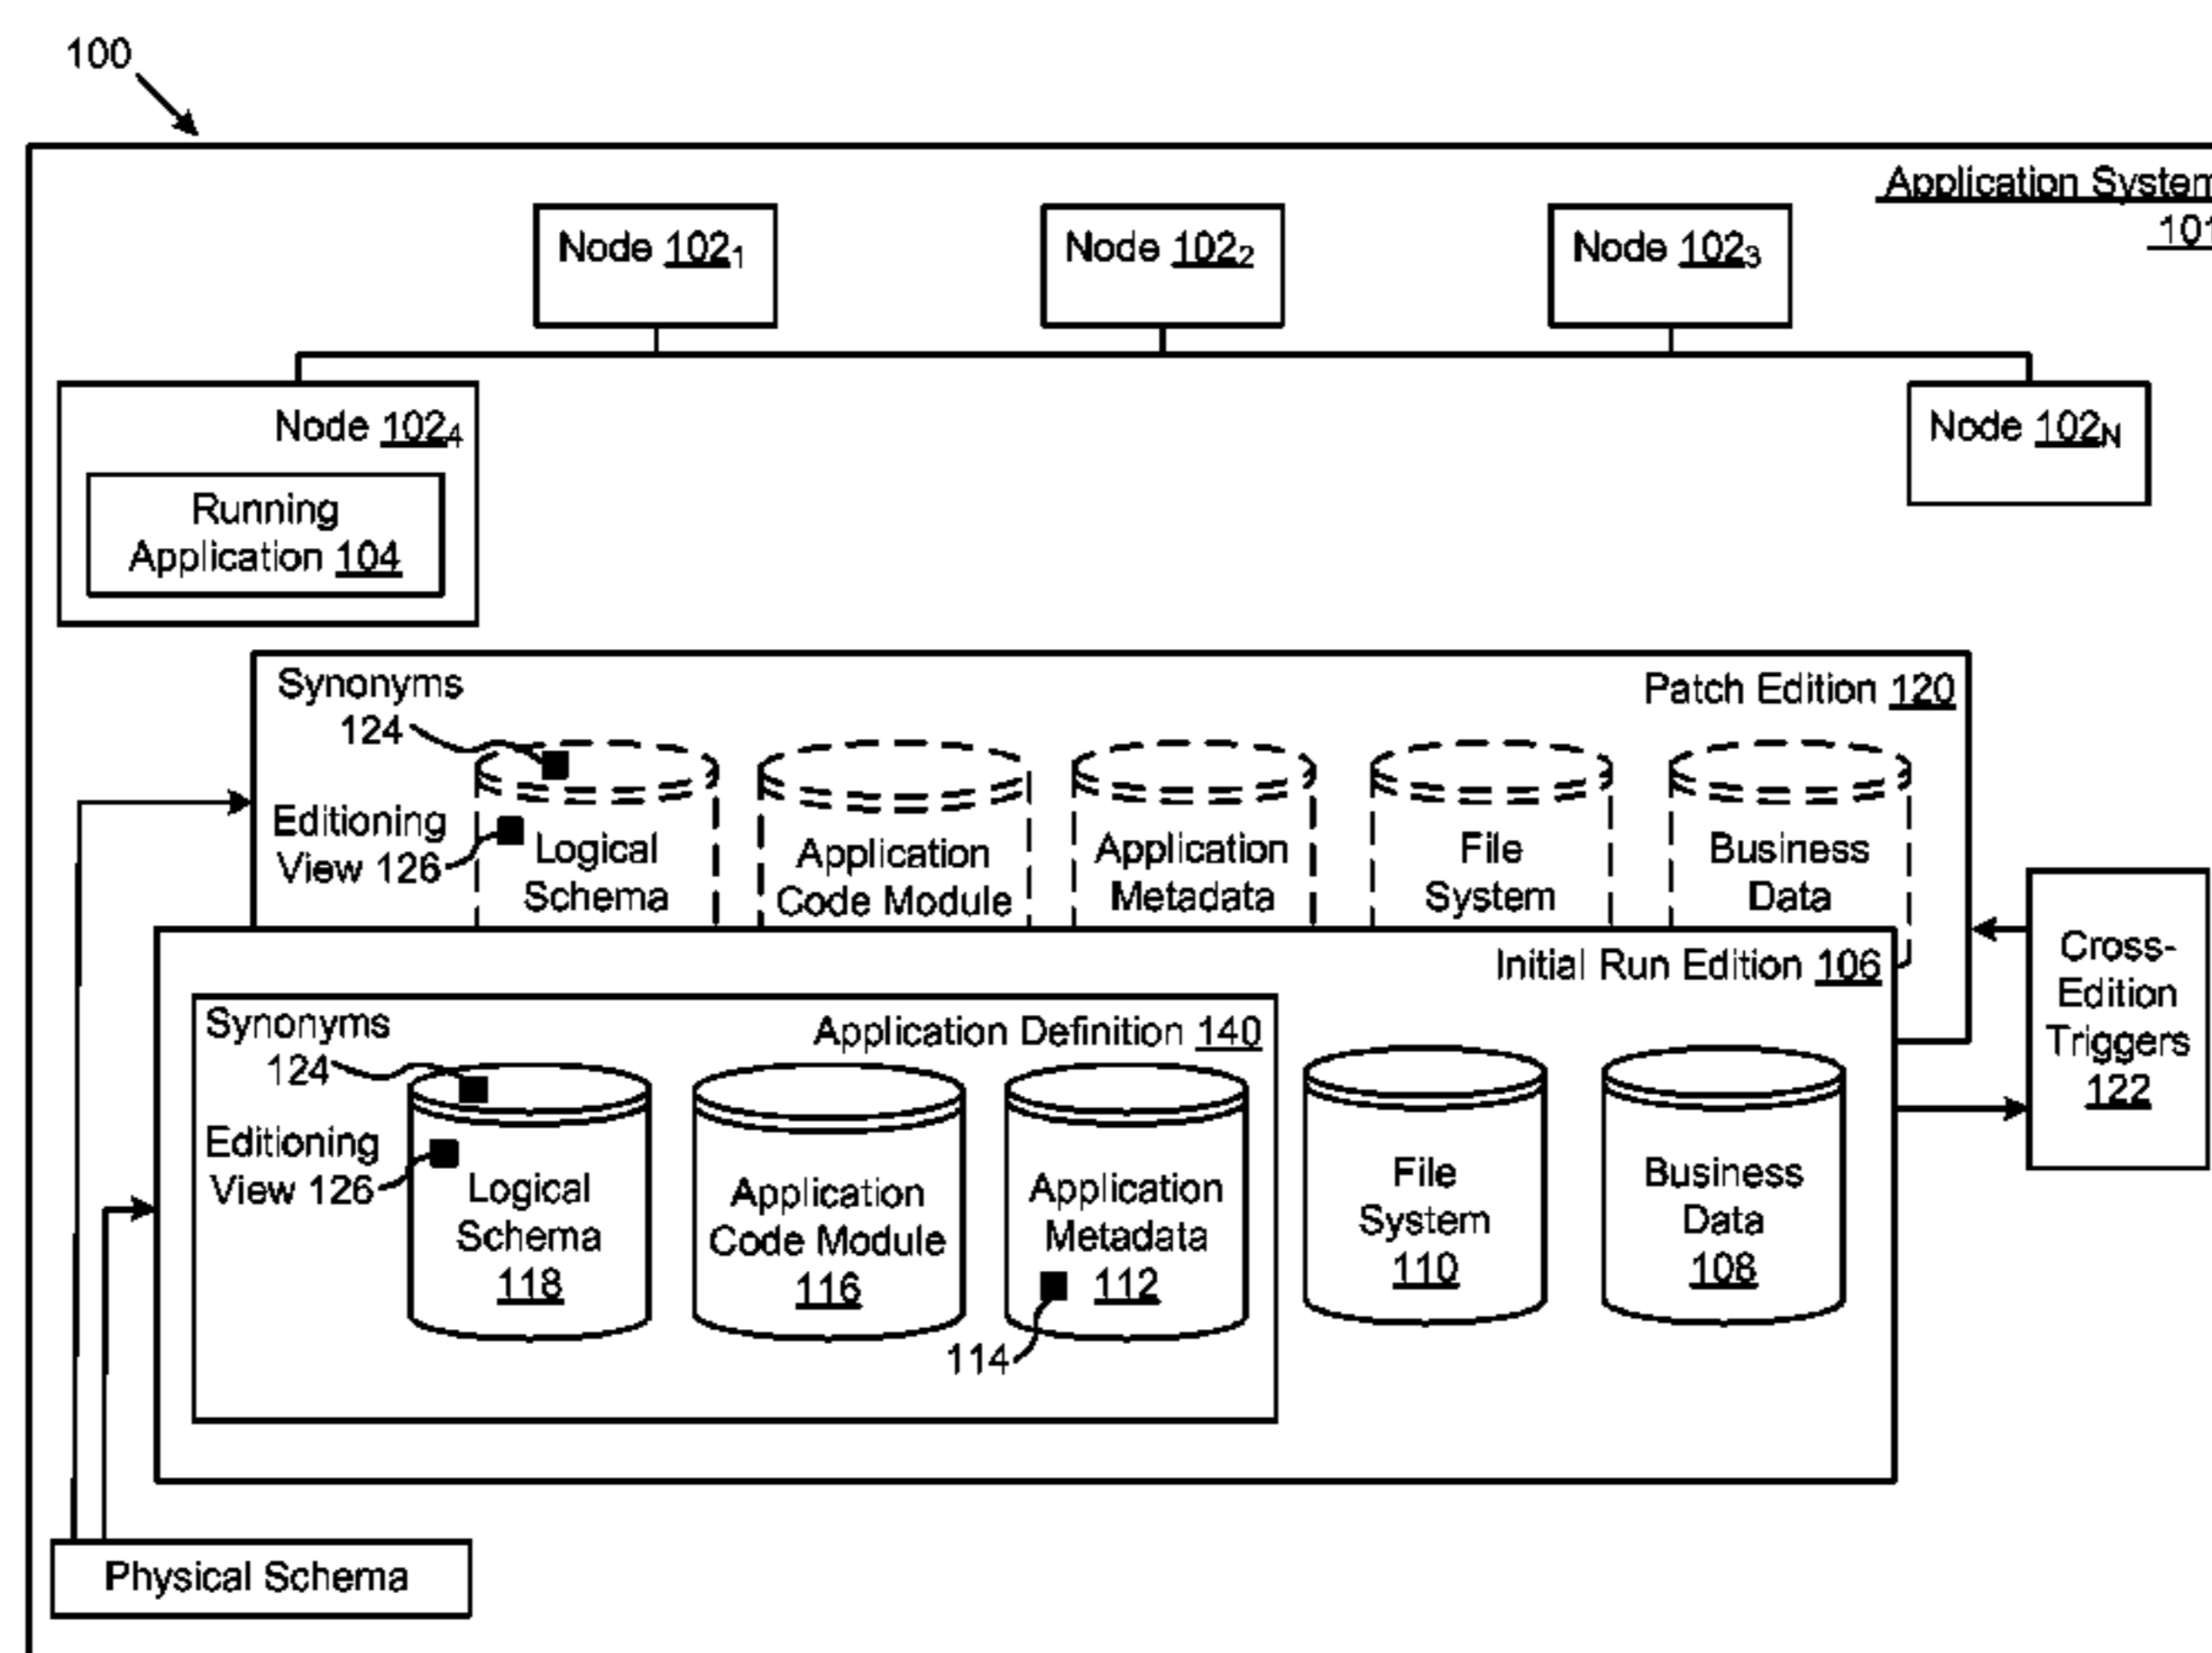 100
Application System
101
Node 102₁
Node 102₂
Node 102₃
Node 102₄
Node 102N
Running
Application 104
Synonyms
124
Patch Edition 120
Editioning
View 126
Logical
Schema
Application
Code Module
Application
Metadata
File
System
Business
Data
Cross-
Edition
Triggers
122
Initial Run Edition 106
Synonyms
124
Application Definition 140
Editioning
View 126
Logical
Schema
118
Application
Code Module
116
Application
Metadata
112
114
File
System
110
Business
Data
108
Physical Schema